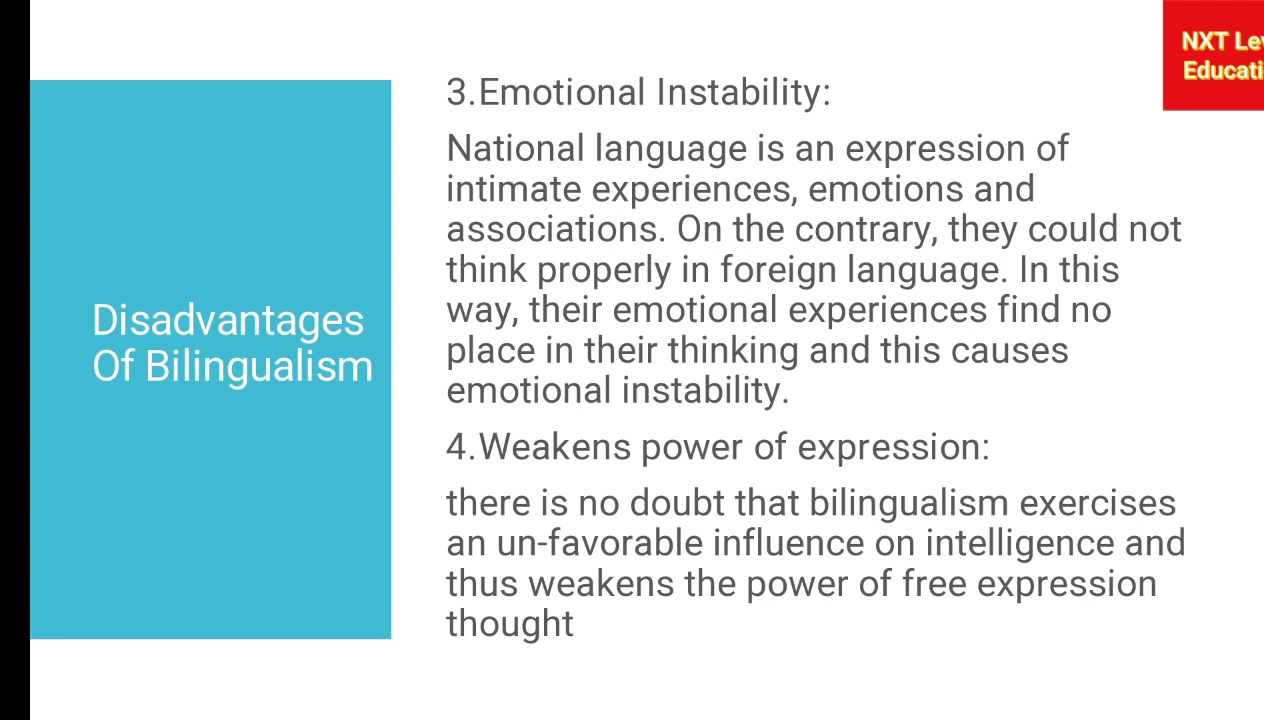 NXT Lev
Educati
Disadvantages
Of Bilingualism
3.Emotional Instability:
National language is an expression of
intimate experiences, emotions and
associations. On the contrary, they could not
think properly in foreign language. In this
way, their emotional experiences find no
place in their thinking and this causes
emotional instability.
4.Weakens power of expression:
there is no doubt that bilingualism exercises
an un-favorable influence on intelligence and
thus weakens the power of free expression
thought